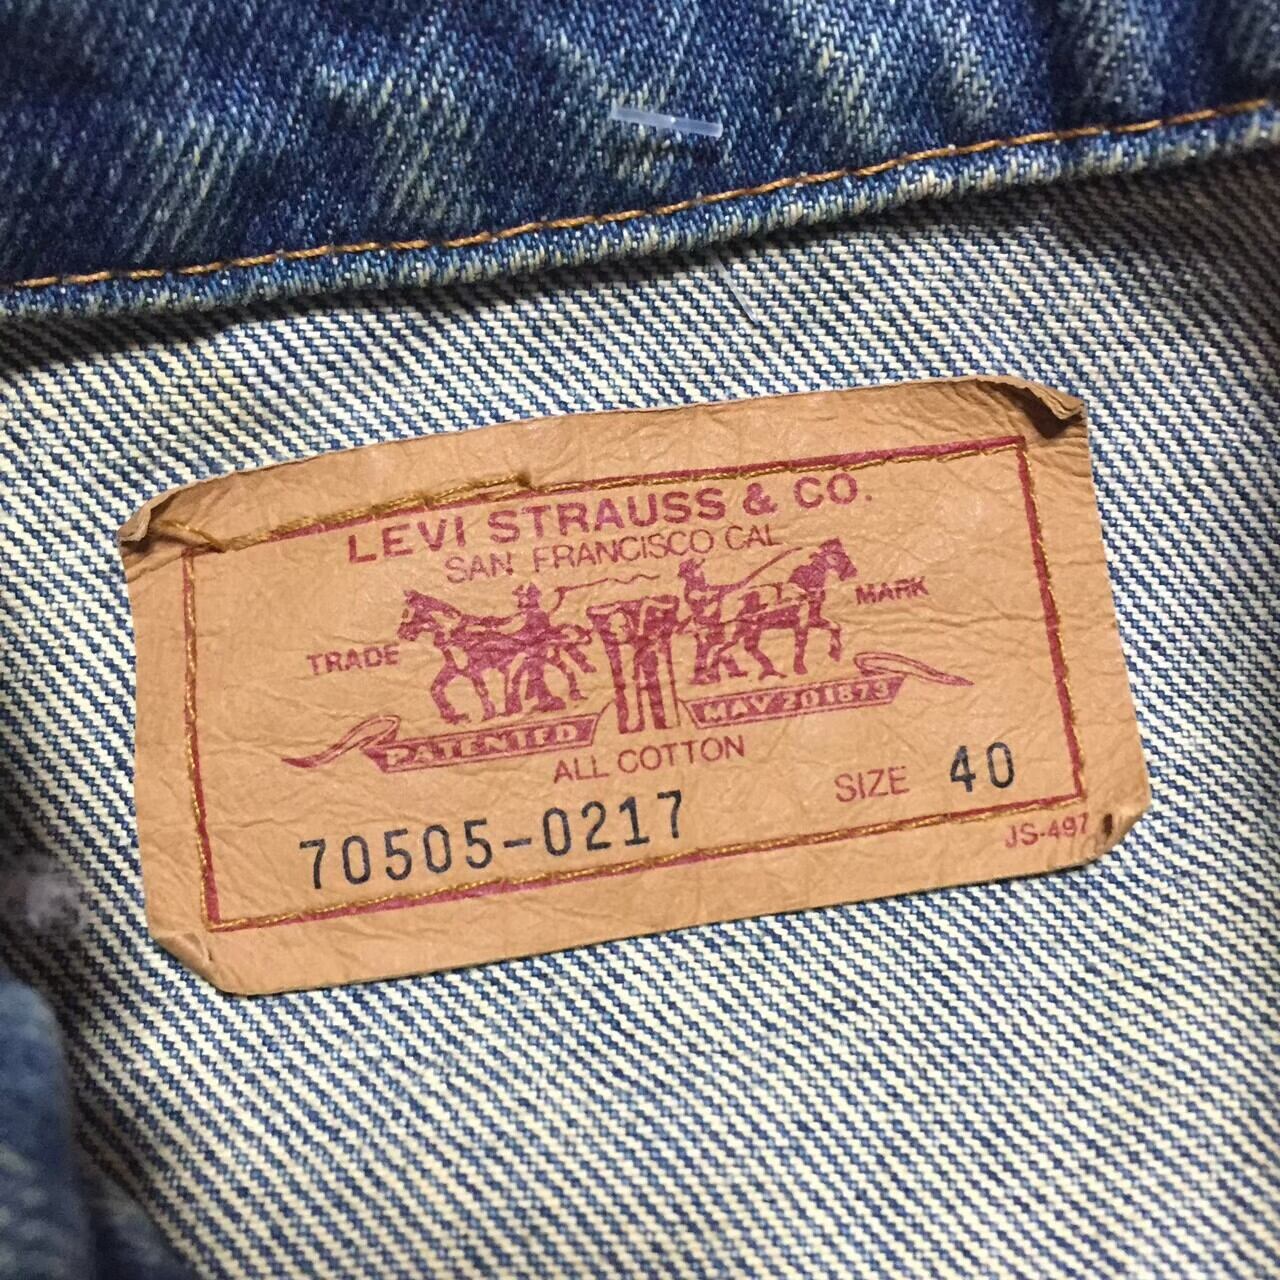 LEVI STRAUSS & CO.
SAN FRANCISCO CAL
TRADE MARK
PATENTED MAY 20 1873
ALL COTTON
70505-0217 SIZE 40
JS-497